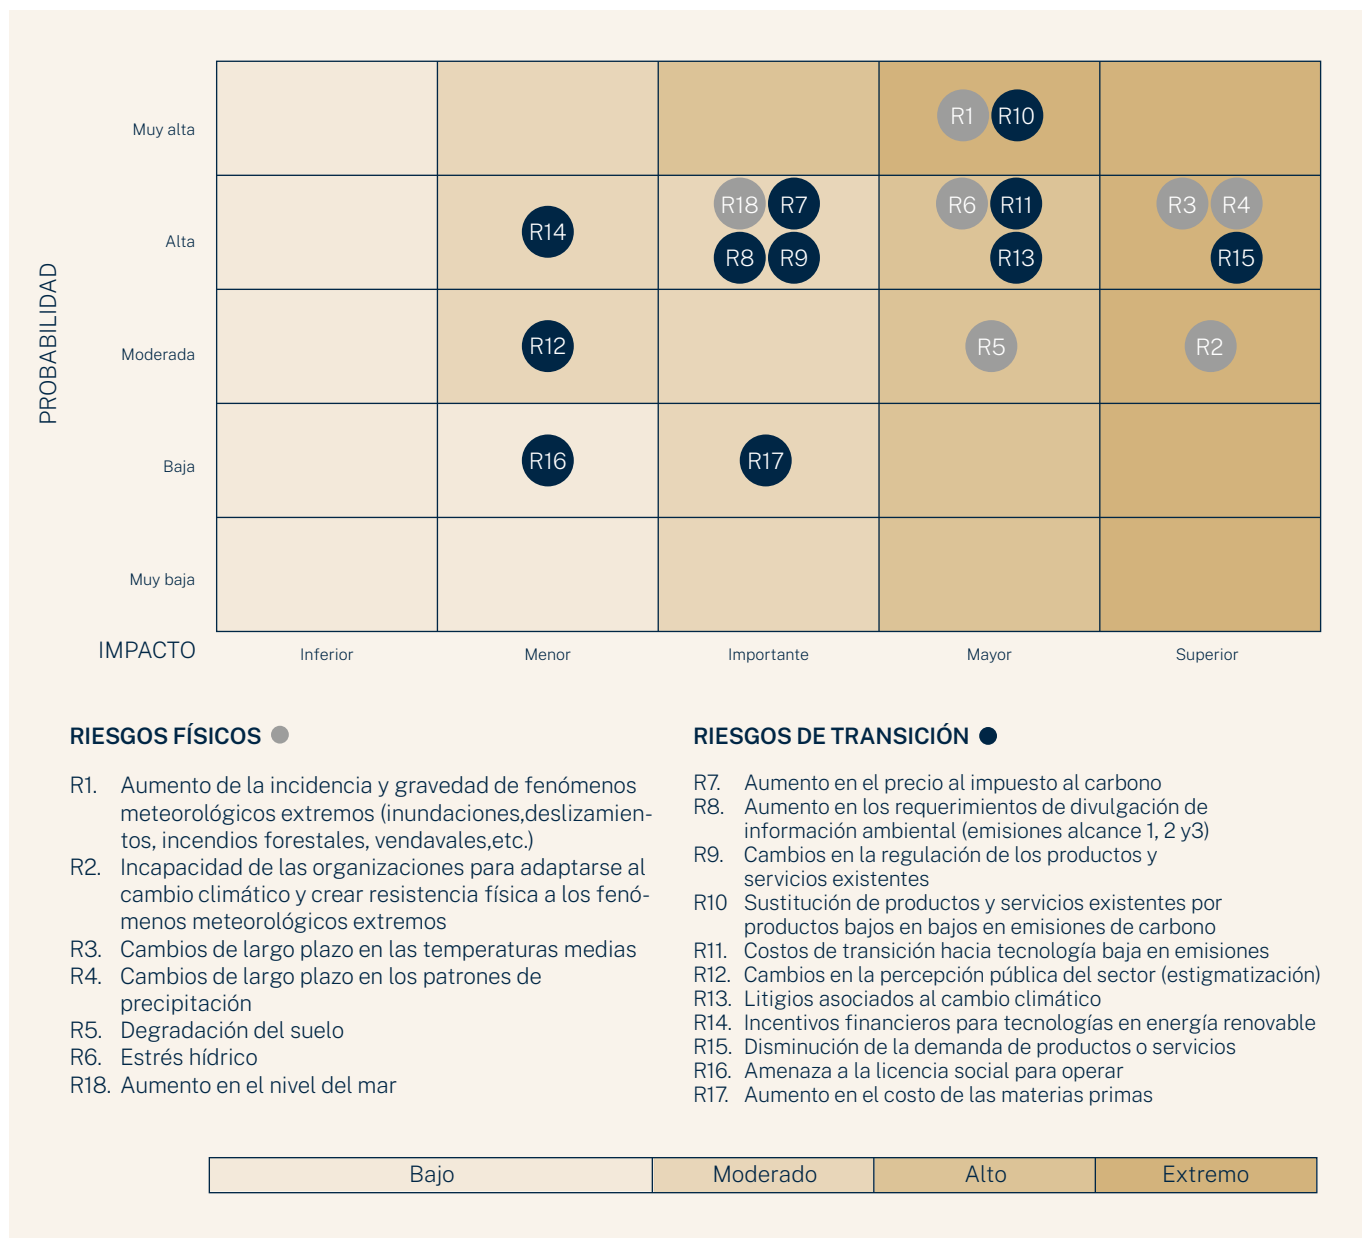 Muy alta
R1 R10
R18 R7
R6 R11
R3 R4
Alta
R14
R8 R9
R13
R15
PROBABILIDAD
Moderada
R12
R5
R2
Baja
R16
R17
Muy baja
IMPACTO
Inferior
Menor
Importante
Mayor
Superior
RIESGOS FÍSICOS
R1. Aumento de la incidencia y gravedad de fenómenos
meteorológicos extremos (inundaciones,deslizamien-
tos, incendios forestales, vendavales,etc.)
R2. Incapacidad de las organizaciones para adaptarse al
cambio climático y crear resistencia física a los fenó-
menos meteorológicos extremos
R3. Cambios de largo plazo en las temperaturas medias
R4. Cambios de largo plazo en los patrones de
precipitación
R5. Degradación del suelo
R6. Estrés hídrico
R18. Aumento en el nivel del mar
RIESGOS DE TRANSICIÓN
R7. Aumento en el precio al impuesto al carbono
R8. Aumento en los requerimientos de divulgación de
información ambiental (emisiones alcance 1, 2 y3)
R9. Cambios en la regulación de los productos y
servicios existentes
R10 Sustitución de productos y servicios existentes por
productos bajos en bajos en emisiones de carbono
R11. Costos de transición hacia tecnología baja en emisiones
R12. Cambios en la percepción pública del sector (estigmatización)
R13. Litigios asociados al cambio climático
R14. Incentivos financieros para tecnologías en energía renovable
R15. Disminución de la demanda de productos o servicios
R16. Amenaza a la licencia social para operar
R17. Aumento en el costo de las materias primas
Bajo
Moderado
Alto
Extremo